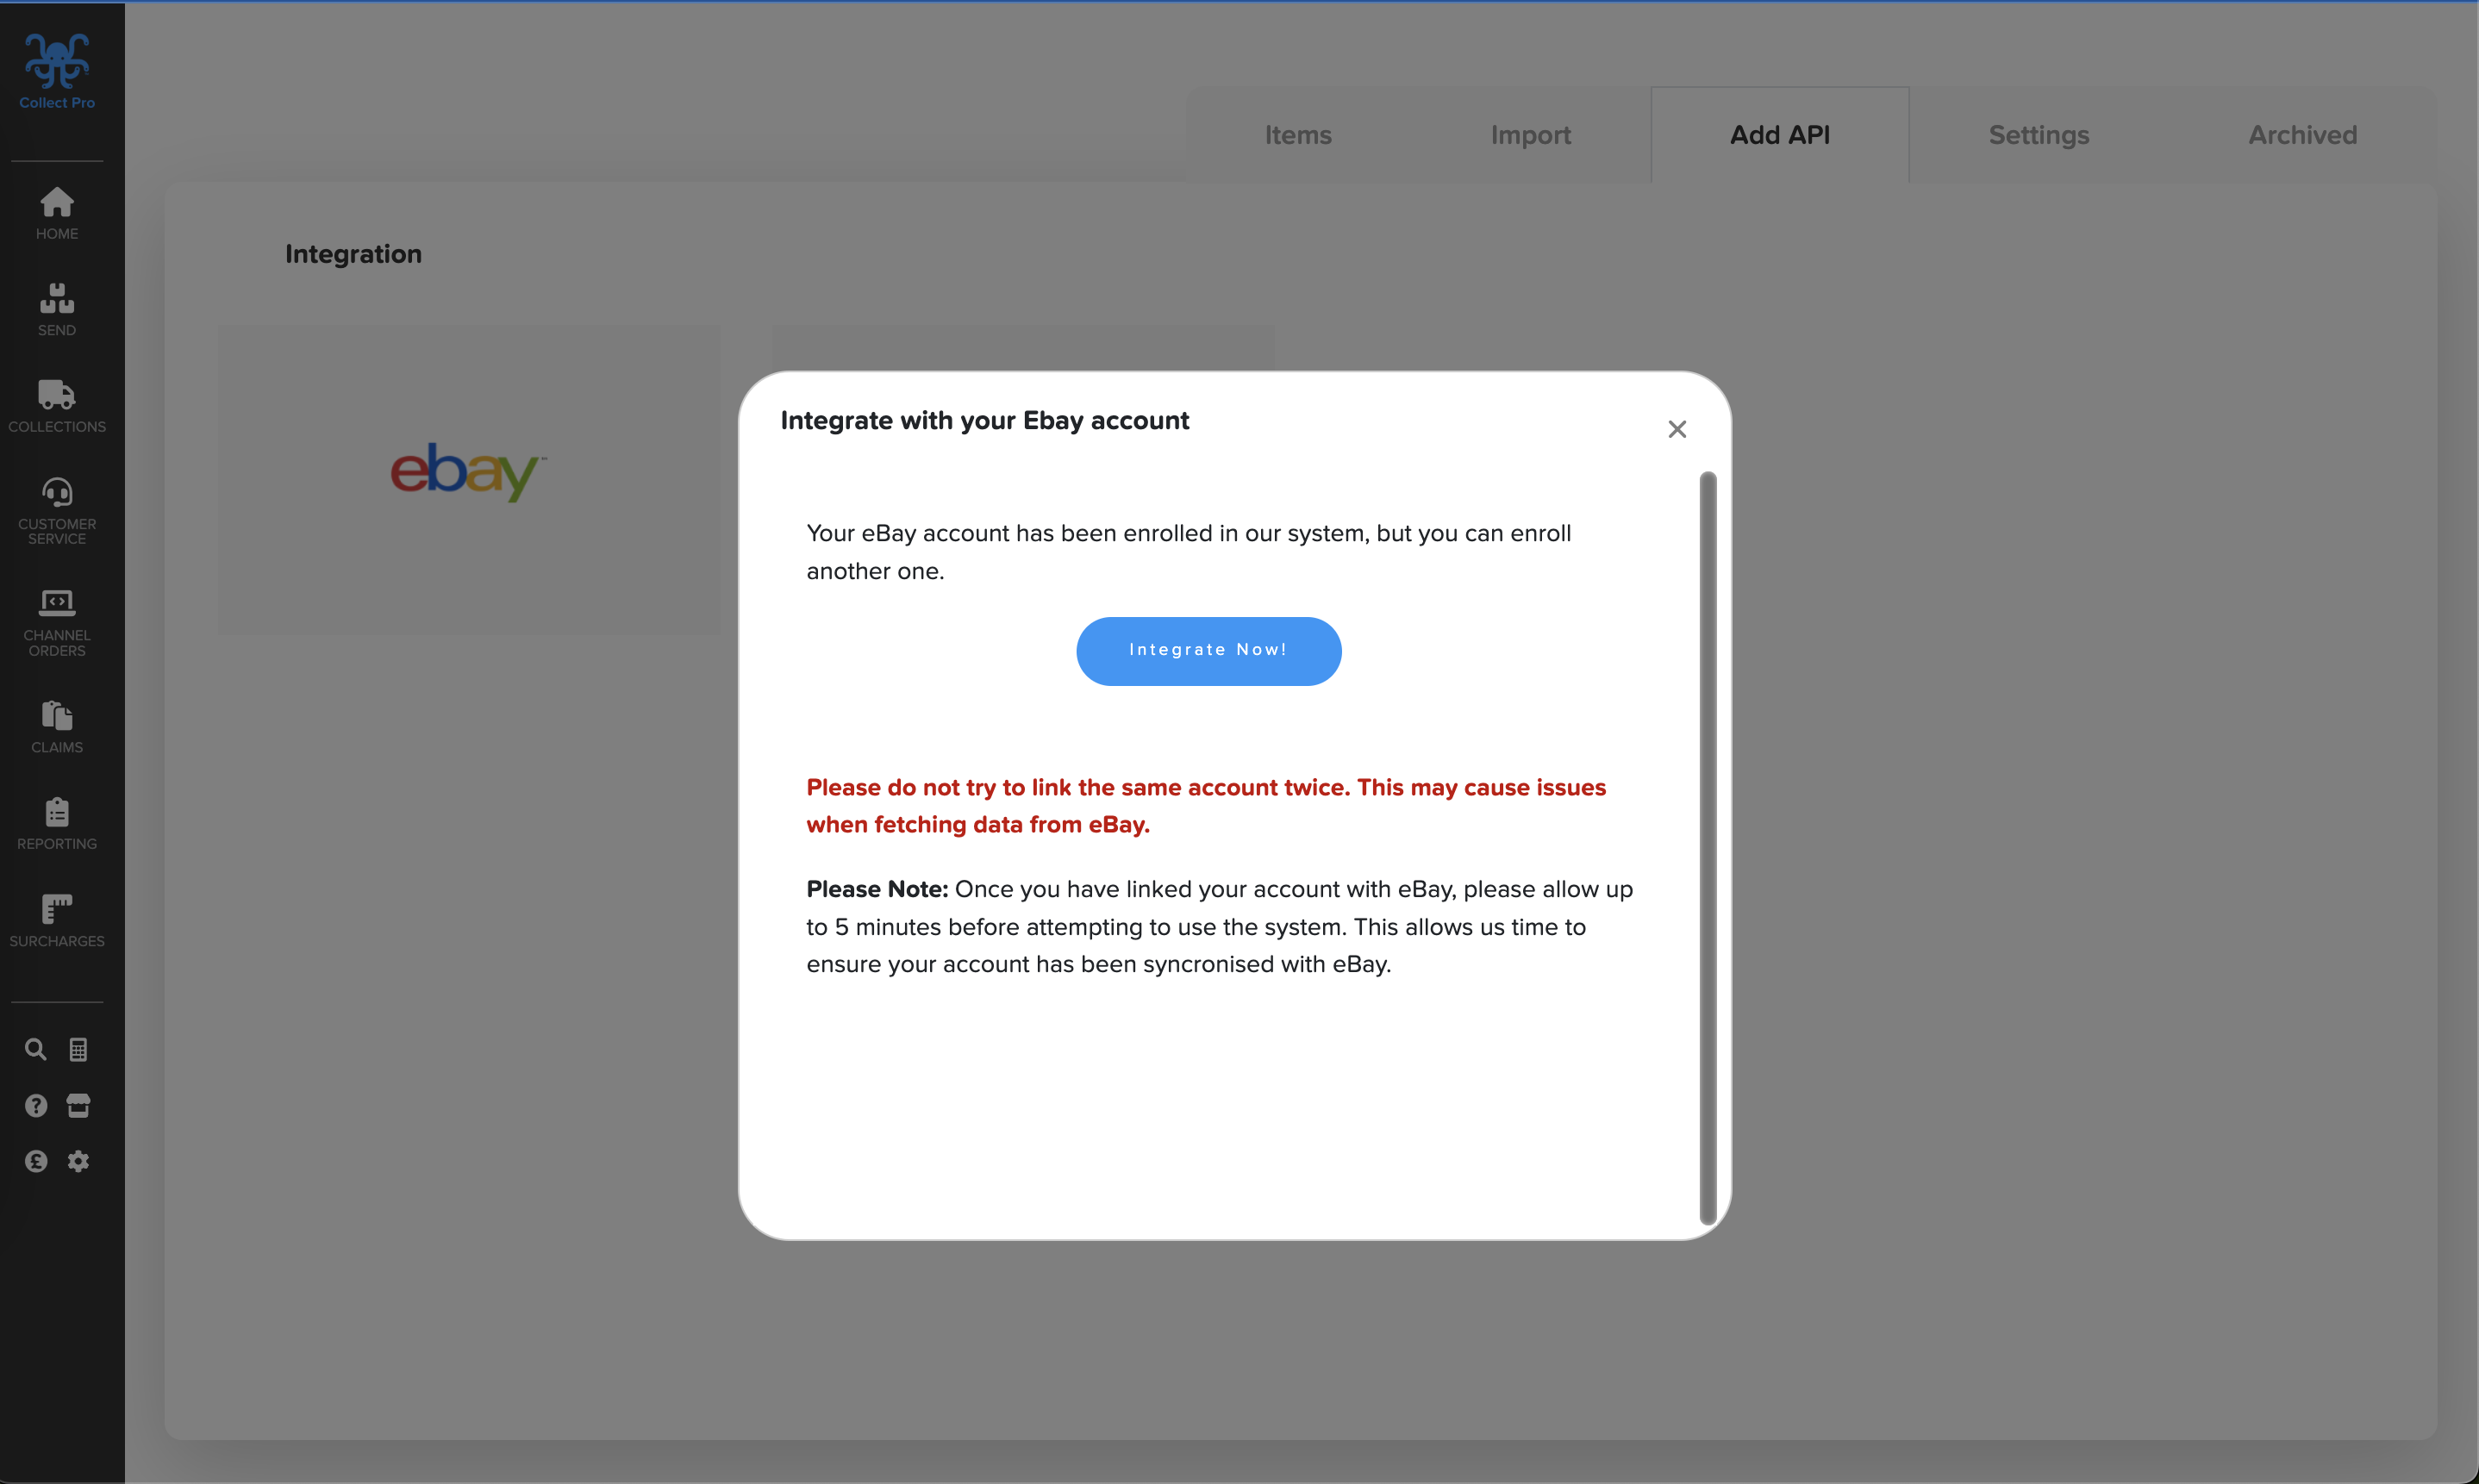 Collect Pro
HOME
SEND
COLLECTIONS
CUSTOMER
SERVICE
CHANNEL
ORDERS
CLAIMS
REPORTING
SURCHARGES
Items
Import
Add API
Settings
Archived
Integration
ebay™
Integrate with your Ebay account
Your eBay account has been enrolled in our system, but you can enroll
another one.
Integrate Now!
Please do not try to link the same account twice. This may cause issues
when fetching data from eBay.
Please Note: Once you have linked your account with eBay, please allow up
to 5 minutes before attempting to use the system. This allows us time to
ensure your account has been syncronised with eBay.